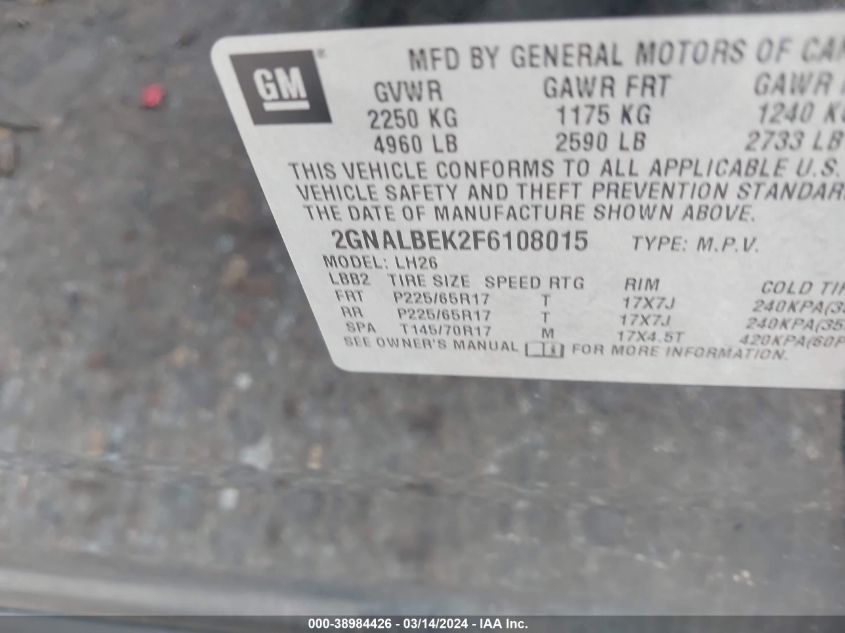 GM ®
MFD BY GENERAL MOTORS OF
GVWR GAWR FRT GAWR
2250 KG 1175 KG 1240
4960 LB 2590 LB 2733 LB
THIS VEHICLE CONFORMS TO ALL APPLICABLE U.S.
VEHICLE SAFETY AND THEFT PREVENTION
THE DATE OF MANUFACTURE SHOWN ABOVE.
2GNALBEK2F6108015 TYPE: M.P.V.
MODEL: LH26
LBB2 TIRE SIZE SPEED RTG RIM COLD
FRT P225/65R17 T 17X7J 240KPA
RR P225/65R17 T 17X7J 240KPA(35
SPA T145/70R17 M 17X4.5T 420KPA(60
SEE OWNER'S MANUAL FOR MORE INFORMATION.
000-38984426 - 03/14/2024 - IAA Inc.